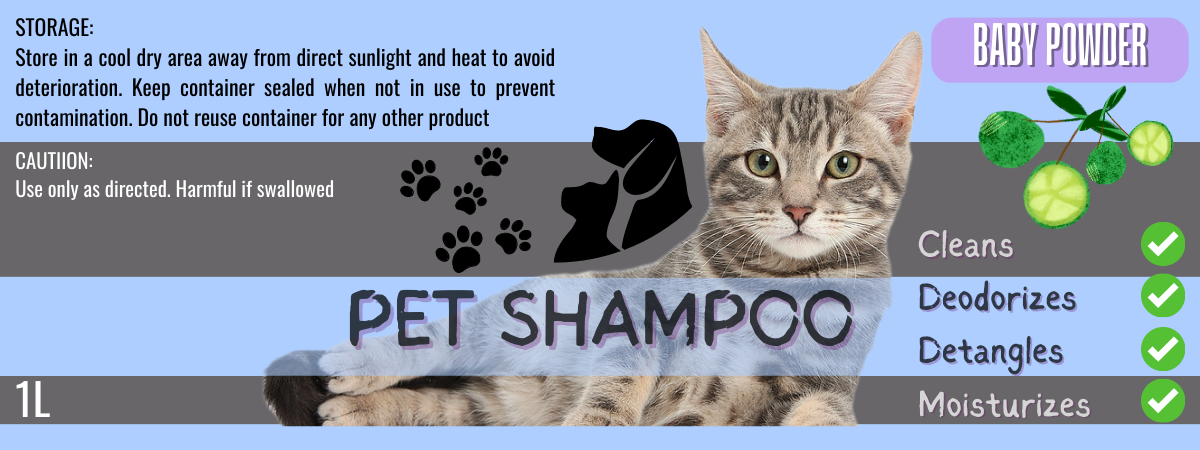 STORAGE:
Store in a cool dry area away from direct sunlight and heat to avoid
deterioration. Keep container sealed when not in use to prevent
contamination. Do not reuse container for any other product
CAUTIION:
Use only as directed. Harmful if swallowed
1L
PET SHAMPOO
BABY POWDER
Cleans
Deodorizes
Detangles
Moisturizes